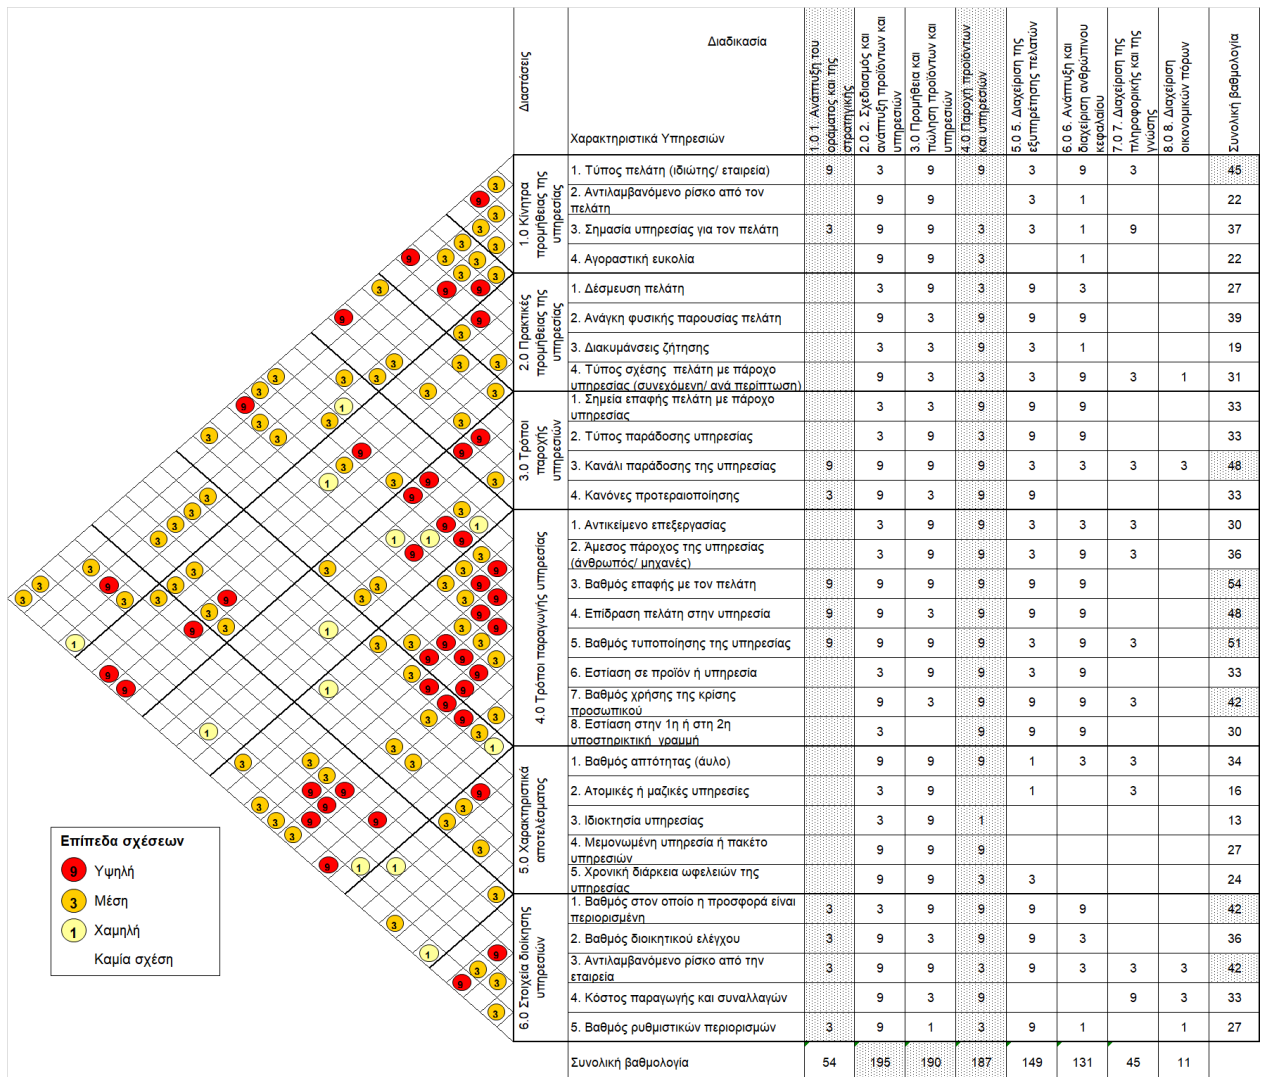 Διαστάσεις
Διαδικασία
Χαρακτηριστικά Υπηρεσιών
1.0 1. Ανάπτυξη του
οράματος και της
στρατηγικής
2.0 2. Σχεδιασμός και
ανάπτυξη προϊόντων και
υπηρεσιών
3.0 Προμήθεια και
πώληση προϊόντων και
υπηρεσιών
4.0 Παροχή προϊόντων
και υπηρεσιών
5.0 5. Διαχείριση της
εξυπηρέτησης πελατών
6.0 6. Ανάπτυξη και
διαχείριση ανθρώπινου
κεφαλαίου
7.0 7. Διαχείριση της
πληροφορικής και της
γνώσης
8.0 8. Διαχείριση
οικονομικών πόρων
Συνολική βαθμολογία
1.0 Κίνητρα
προμήθειας της
υπηρεσίας
1. Τύπος πελάτη (ιδιώτης/ εταιρεία) 9 3 9 9 3 9 3 45
2. Αντιλαμβανόμενο ρίσκο από τον
πελάτη 9 9 3 1 22
3. Σημασία υπηρεσίας για τον πελάτη 3 9 9 3 3 1 9 37
4. Αγοραστική ευκολία 9 9 3 1 22
2.0 Πρακτικές
προμήθειας της
υπηρεσίας
1. Δέσμευση πελάτη 3 9 3 9 3 27
2. Ανάγκη φυσικής παρουσίας πελάτη 9 3 9 9 9 39
3. Διακυμάνσεις ζήτησης 3 3 9 3 1 19
4. Τύπος σχέσης πελάτη με πάροχο
υπηρεσίας (συνεχόμενη/ ανά περίπτωση) 9 3 3 3 9 3 1 31
3.0 Τρόποι
παροχής
υπηρεσιών
1. Σημεία επαφής πελάτη με πάροχο
υπηρεσίας 3 3 9 9 9 33
2. Τύπος παράδοσης υπηρεσίας 3 9 3 9 9 33
3. Κανάλι παράδοσης της υπηρεσίας 9 9 9 9 3 3 3 3 48
4. Κανόνες προτεραιοποίησης 3 9 3 9 9 33
4.0 Τρόποι παραγωγής υπηρεσίας
1. Αντικείμενο επεξεργασίας 3 9 9 3 3 3 30
2. Άμεσος πάροχος της υπηρεσίας
(άνθρωπός/ μηχανές) 3 9 9 3 9 3 36
3. Βαθμός επαφής με τον πελάτη 9 9 9 9 9 9 54
4. Επίδραση πελάτη στην υπηρεσία 9 9 3 9 9 9 48
5. Βαθμός τυποποίησης της υπηρεσίας 9 9 9 9 3 9 3 51
6. Εστίαση σε προϊόν ή υπηρεσία 3 9 9 3 9 33
7. Βαθμός χρήσης της κρίσης
προσωπικού 9 3 9 9 9 3 42
8. Εστίαση στην 1η ή στη 2η
υποστηρικτική γραμμή 3 9 9 9 30
5.0 Χαρακτηριστικά
αποτελέσματος
1. Βαθμός απτότητας (άυλο) 9 9 9 1 3 3 34
2. Ατομικές ή μαζικές υπηρεσίες 3 9 1 3 16
3. Ιδιοκτησία υπηρεσίας 3 9 1 13
4. Μεμονωμένη υπηρεσία ή πακέτο
υπηρεσιών 9 9 9 27
5. Χρονική διάρκεια ωφελειών της
υπηρεσίας 9 9 3 3 24
6.0 Στοιχεία διοίκησης
υπηρεσιών
1. Βαθμός στον οποίο η προσφορά είναι
περιορισμένη 3 3 9 9 9 9 42
2. Βαθμός διοικητικού ελέγχου 3 9 3 9 9 3 36
3. Αντιλαμβανόμενο ρίσκο από την
εταιρεία 3 9 9 3 9 3 3 3 42
4. Κόστος παραγωγής και συναλλαγών 9 3 9 9 3 33
5. Βαθμός ρυθμιστικών περιορισμών 3 9 1 3 9 1 1 27
Συνολική βαθμολογία 54 195 190 187 149 131 45 11
Επίπεδα σχέσεων
9 Υψηλή
3 Μέση
1 Χαμηλή
Καμία σχέση